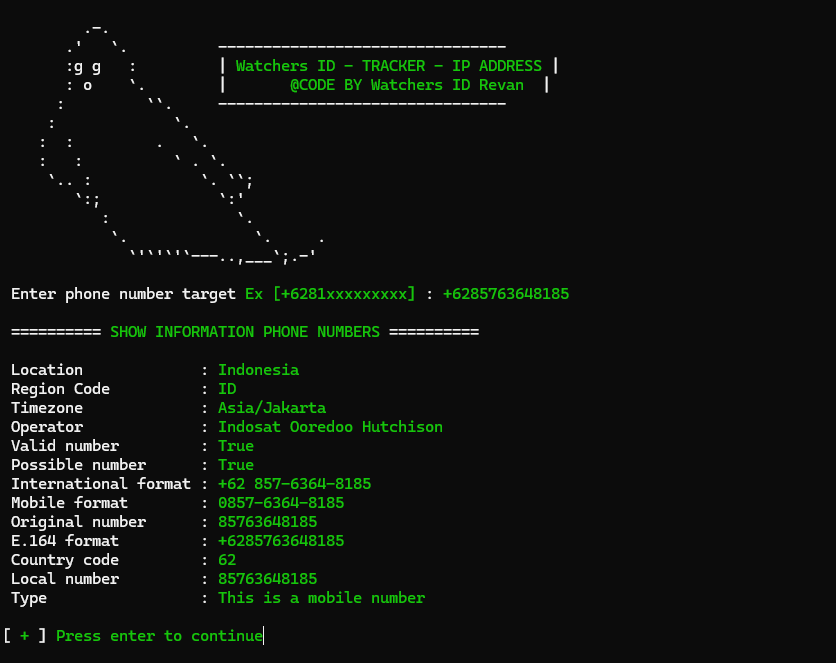 Watchers ID - TRACKER - IP ADDRESS
@CODE BY Watchers ID Revan
Enter phone number target Ex [+6281xxxxxxxxx] : +6285763648185
========== SHOW INFORMATION PHONE NUMBERS ==========
Location : Indonesia
Region Code : ID
Timezone : Asia/Jakarta
Operator : Indosat Ooredoo Hutchison
Valid number : True
Possible number : True
International format : +62 857-6364-8185
Mobile format : 0857-6364-8185
Original number : 85763648185
E.164 format : +6285763648185
Country code : 62
Local number : 85763648185
Type : This is a mobile number
[ + ] Press enter to continue